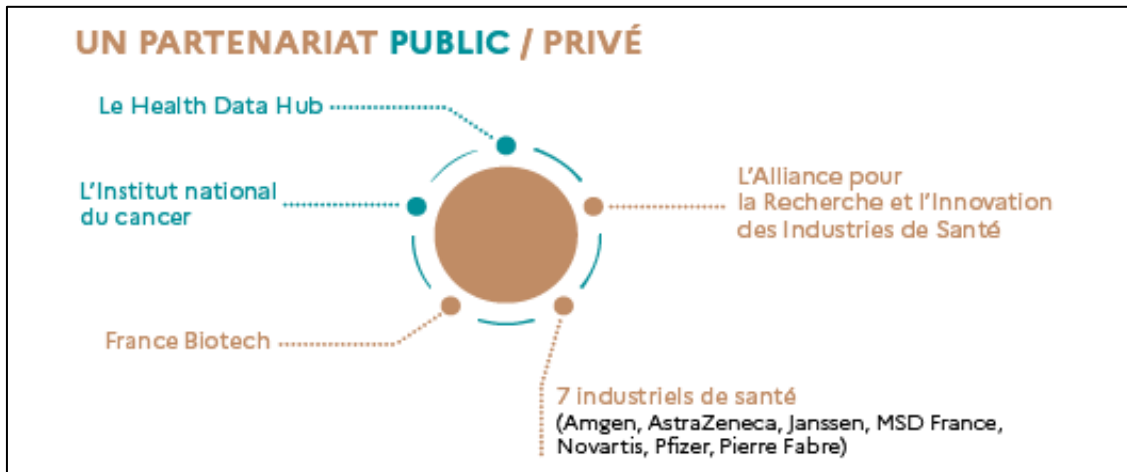 UN PARTENARIAT PUBLIC / PRIVÉ
Le Health Data Hub
L'Institut national
du cancer
L'Alliance pour
la Recherche et l'Innovation
des Industries de Santé
France Biotech
7 industriels de santé
(Amgen, AstraZeneca, Janssen, MSD France,
Novartis, Pfizer, Pierre Fabre)